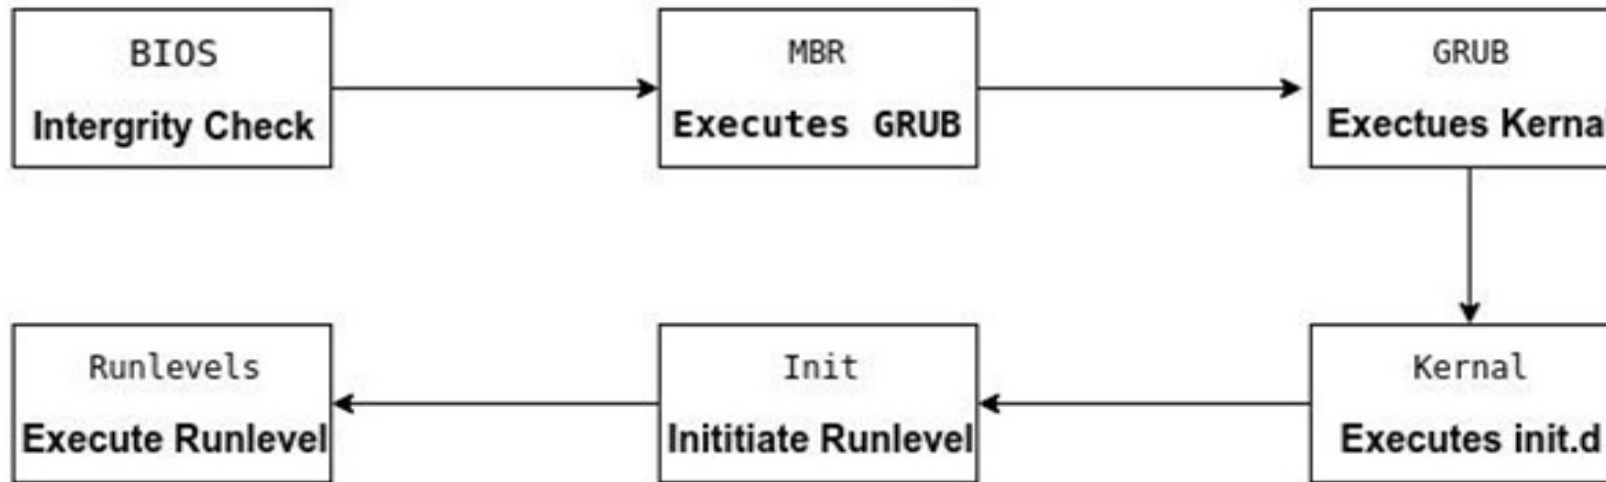 BIOS
Intergrity Check
MBR
Executes GRUB
GRUB
Exectues Kernal
Kernal
Executes init.d
Init
Inititiate Runlevel
Runlevels
Execute Runlevel